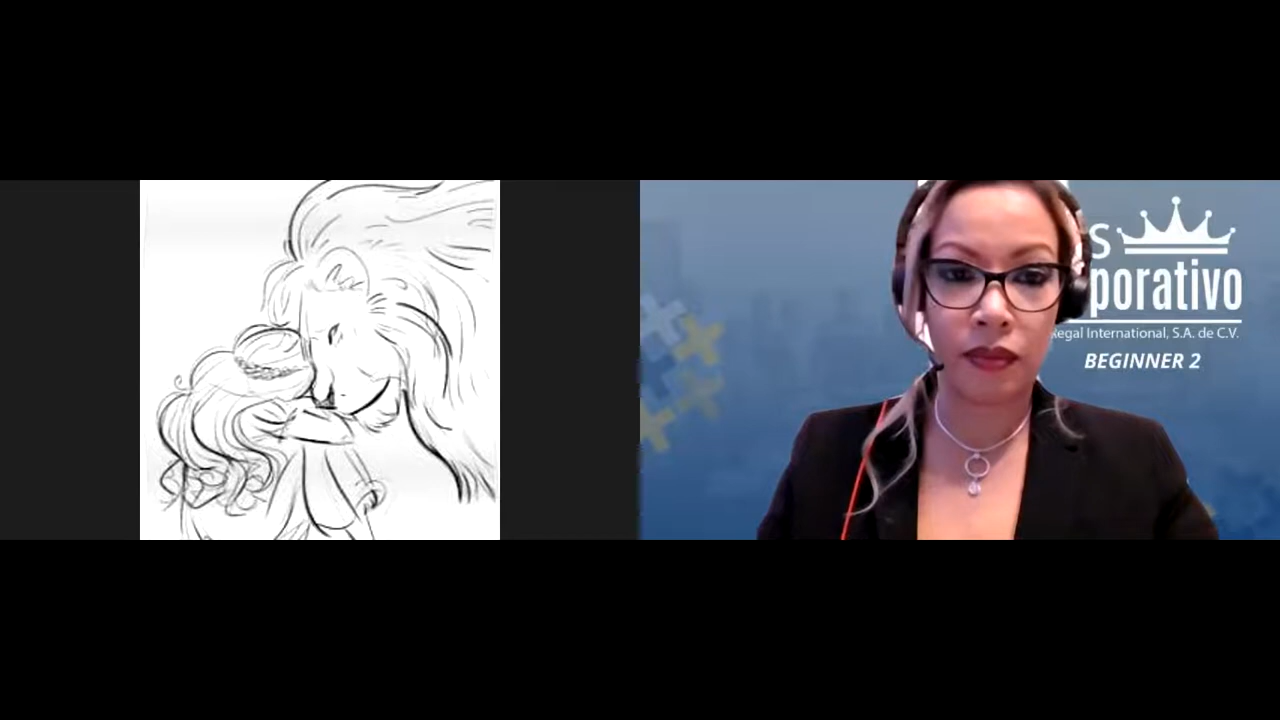 S
porativo
Regal International, S.A. de C.V.
BEGINNER 2